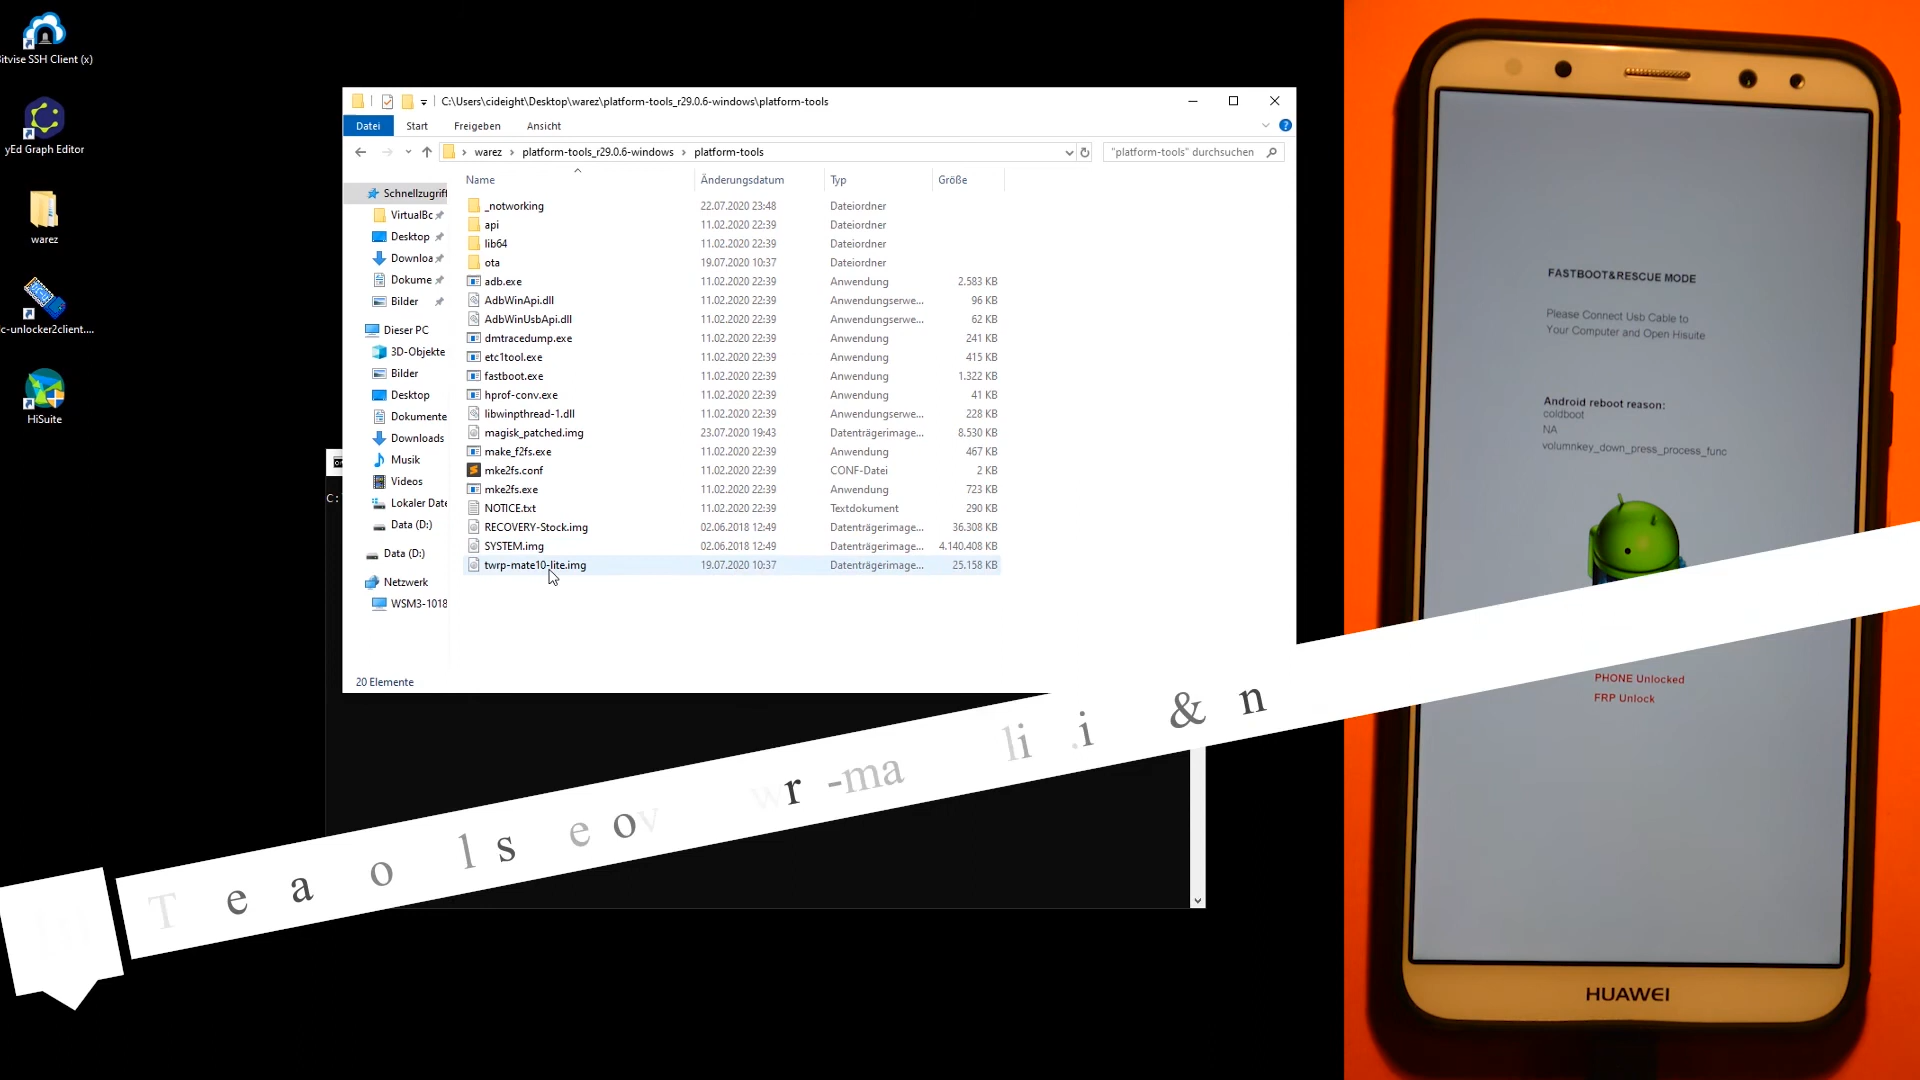 Bitvise SSH Client (x)
yEd Graph Editor
warez
HiSuite
C:\Users\cideight\Desktop\warez\platform-tools_r29.0.6-windows\platform-tools
Datei Start Freigeben Ansicht
warez platform-tools_r29.0.6-windows platform-tools
"platform-tools" durchsuchen
Name Änderungsdatum Typ Größe
Schnellzugriff
VirtualBo
Desktop
Downloa
Dokume
Bilder
Dieser PC
3D-Objekte
Bilder
Desktop
Dokumente
Downloads
Musik
Videos
Lokaler Date
Data (D:)
Data (D:)
Netzwerk
WSM3-1018
_notworking 22.07.2020 23:48 Dateiordner
api 11.02.2020 22:39 Dateiordner
lib64 11.02.2020 22:39 Dateiordner
ota 19.07.2020 10:37 Dateiordner
adb.exe 11.02.2020 22:39 Anwendung 2.583 KB
AdbWinApi.dll 11.02.2020 22:39 Anwendungserwe... 96 KB
AdbWinUsbApi.dll 11.02.2020 22:39 Anwendungserwe... 62 KB
dmtracedump.exe 11.02.2020 22:39 Anwendung 241 KB
etc1tool.exe 11.02.2020 22:39 Anwendung 415 KB
fastboot.exe 11.02.2020 22:39 Anwendung 1.322 KB
hprof-conv.exe 11.02.2020 22:39 Anwendung 41 KB
libwinpthread-1.dll 11.02.2020 22:39 Anwendungserwe... 228 KB
magisk_patched.img 23.07.2020 19:43 Datenträgerimage... 8.530 KB
make_f2fs.exe 11.02.2020 22:39 Anwendung 467 KB
mke2fs.conf 11.02.2020 22:39 CONF-Datei 2 KB
mke2fs.exe 11.02.2020 22:39 Anwendung 723 KB
NOTICE.txt 11.02.2020 22:39 Textdokument 290 KB
RECOVERY-Stock.img 02.06.2018 12:49 Datenträgerimage... 36.308 KB
SYSTEM.img 02.06.2018 12:49 Datenträgerimage... 4.140.408 KB
twrp-mate10-lite.img 19.07.2020 10:37 Datenträgerimage... 25.158 KB
20 Elemente
FASTBOOT&RESCUE MODE
Please Connect Usb Cable to
Your Computer and Open Hisuite
Android reboot reason:
coldboot
NA
volumnkey_down_press_process_func
PHONE Unlocked
FRP Unlock
HUAWEI